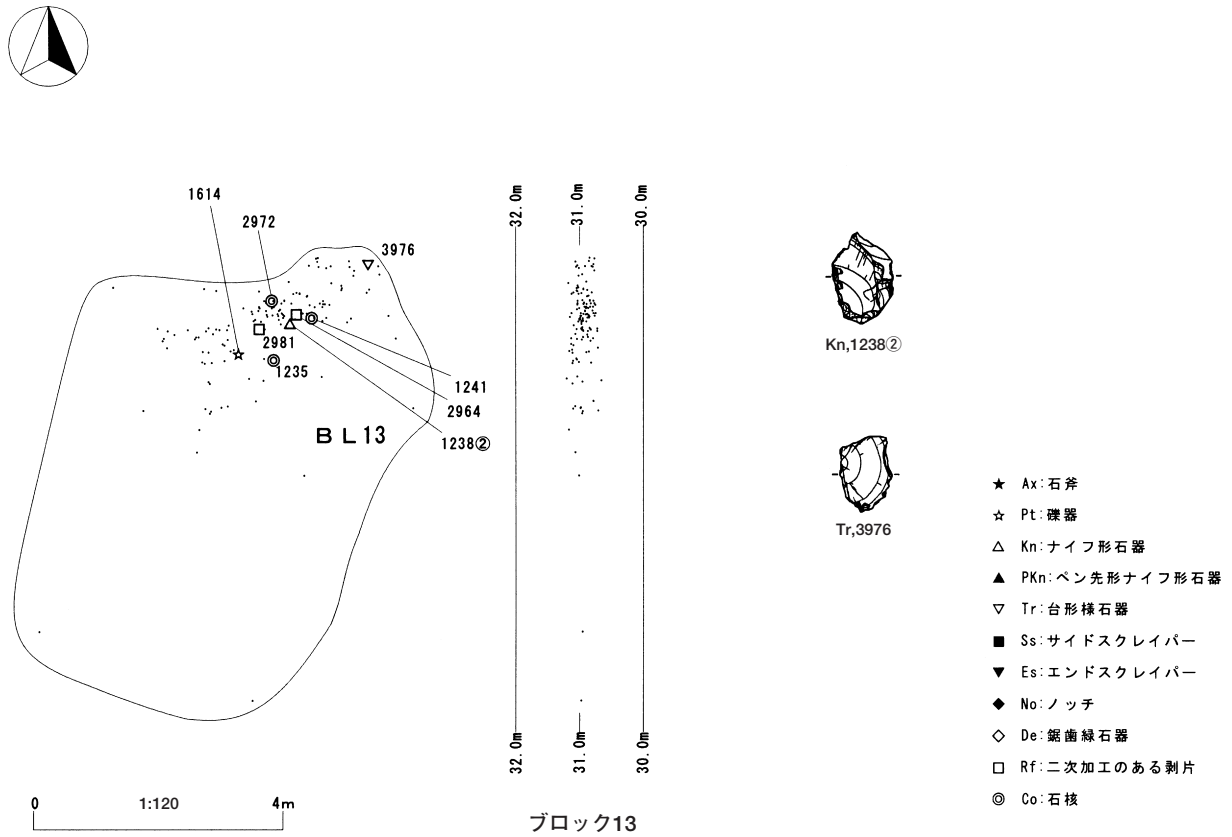 1614
2972
3976
2981
1235
1241
2964
1238②
BL13
32.0m
31.0m
30.0m
32.0m
31.0m
30.0m
Kn,1238②
Tr,3976
★ Ax:石斧
☆ Pt:礫器
△ Kn:ナイフ形石器
▲ PKn:ペン先形ナイフ形石器
▽ Tr:台形様石器
■ Ss:サイドスクレイパー
▼ Es:エンドスクレイパー
◆ No:ノッチ
◇ De:鋸歯緑石器
□ Rf:二次加工のある剥片
◎ Co:石核
0 1:120 4m
ブロック13